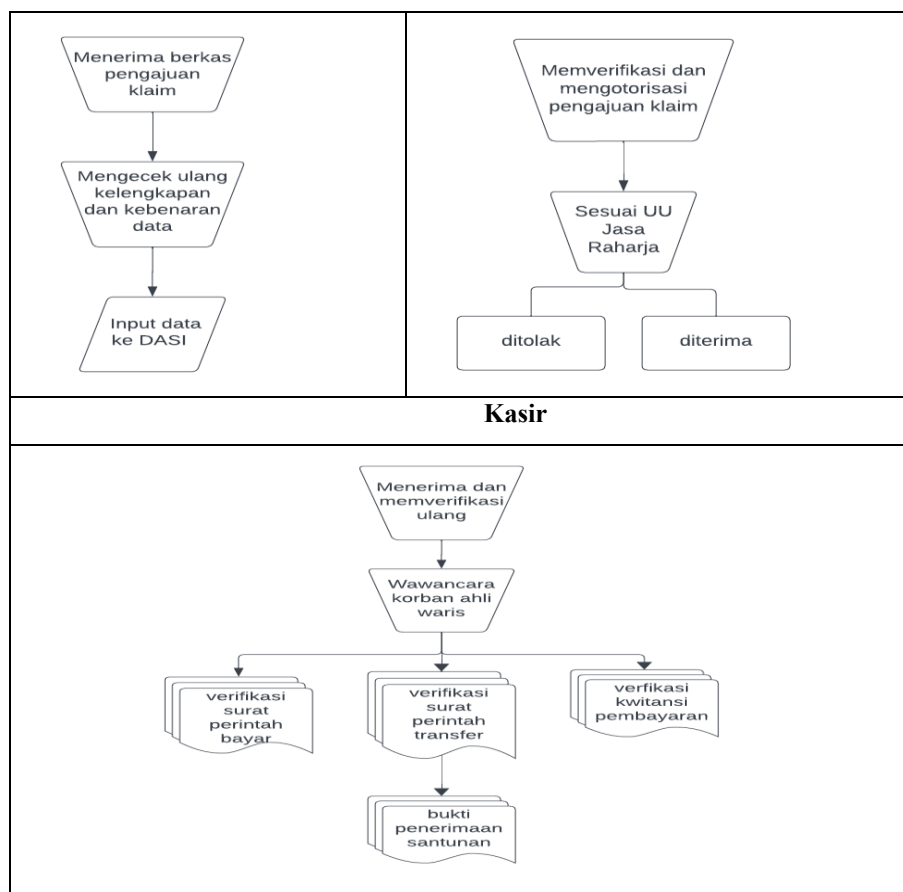 Menerima berkas
pengajuan
klaim
Mengecek ulang
kelengkapan
dan kebenaran
data
Input data
ke DASI
Memverifikasi dan
mengotorisasi
pengajuan klaim
Sesuai UU
Jasa
Raharja
ditolak
diterima
Kasir
Menerima dan
memverifikasi
ulang
Wawancara
korban ahli
waris
verifikasi
surat
perintah
bayar
verifikasi
surat
perintah
transfer
verfikasi
kwitansi
pembayaran
bukti
penerimaan
santunan